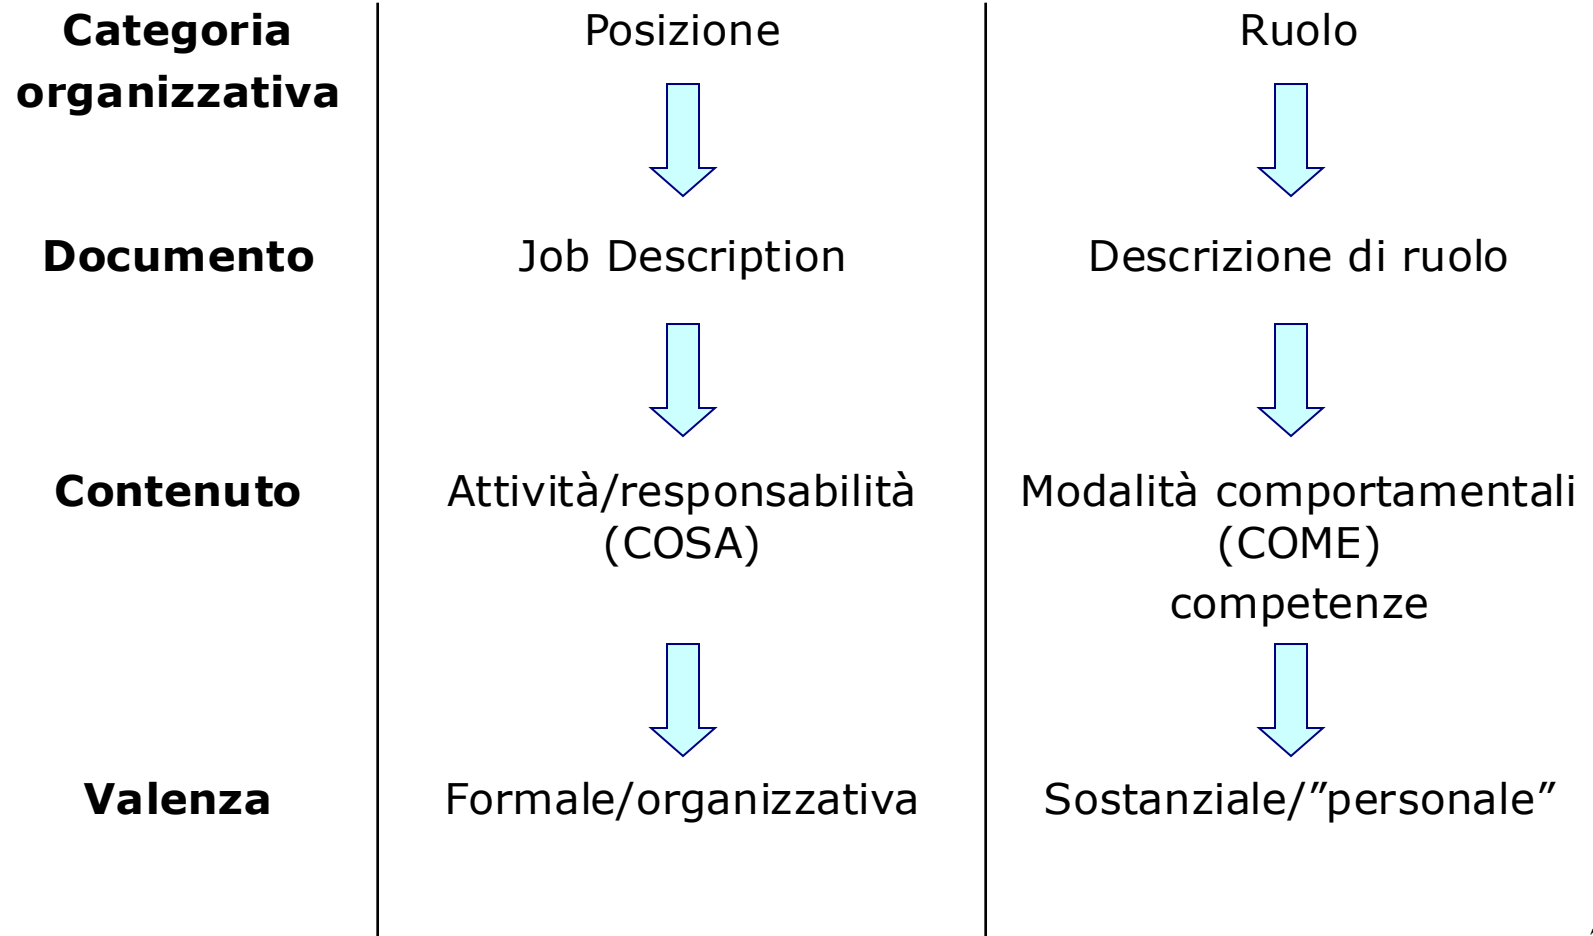 Categoria
organizzativa
Posizione
Ruolo
Documento
Job Description
Descrizione di ruolo
Contenuto
Attività/responsabilità
(COSA)
Modalità comportamentali
(COME)
competenze
Valenza
Formale/organizzativa
Sostanziale/”personale”